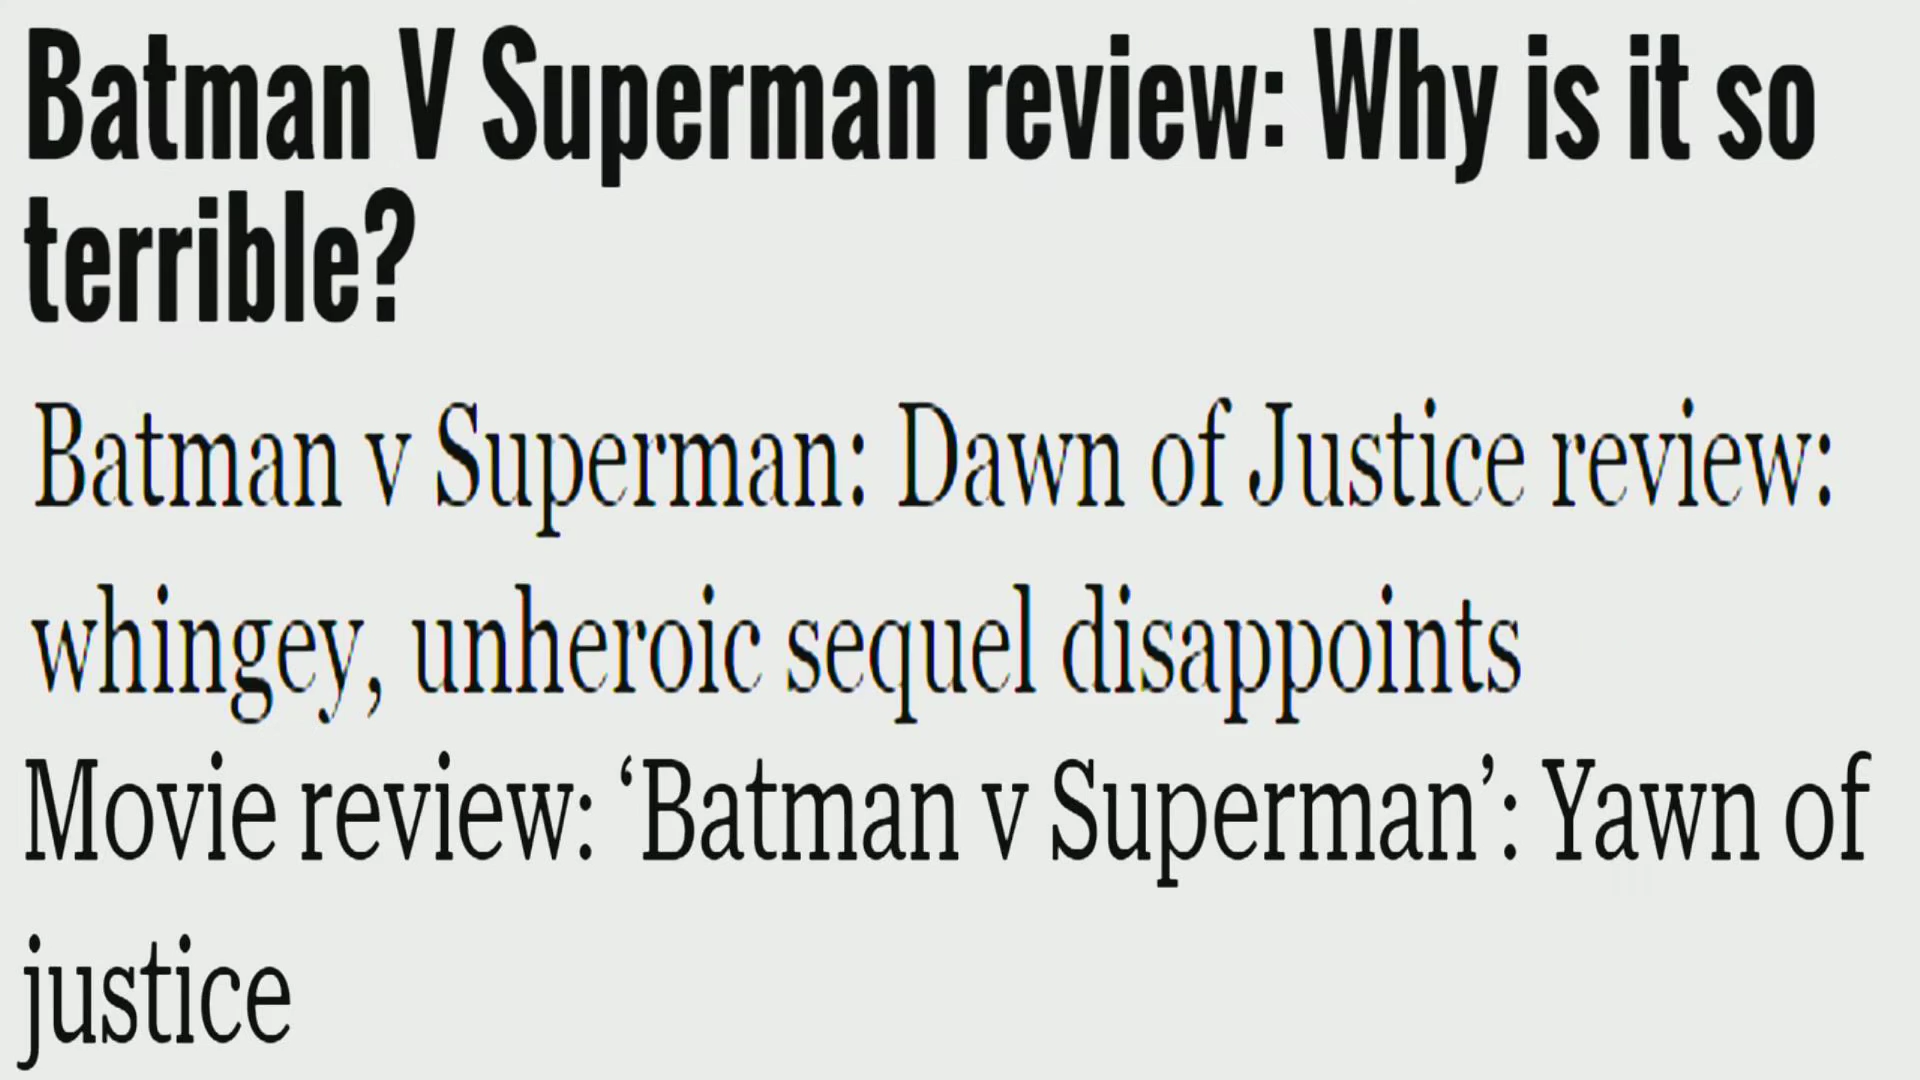 Batman V Superman review: Why is it so
terrible?
Batman v Superman: Dawn of Justice review:
whingey, unheroic sequel disappoints
Movie review: ‘Batman v Superman’: Yawn of
justice